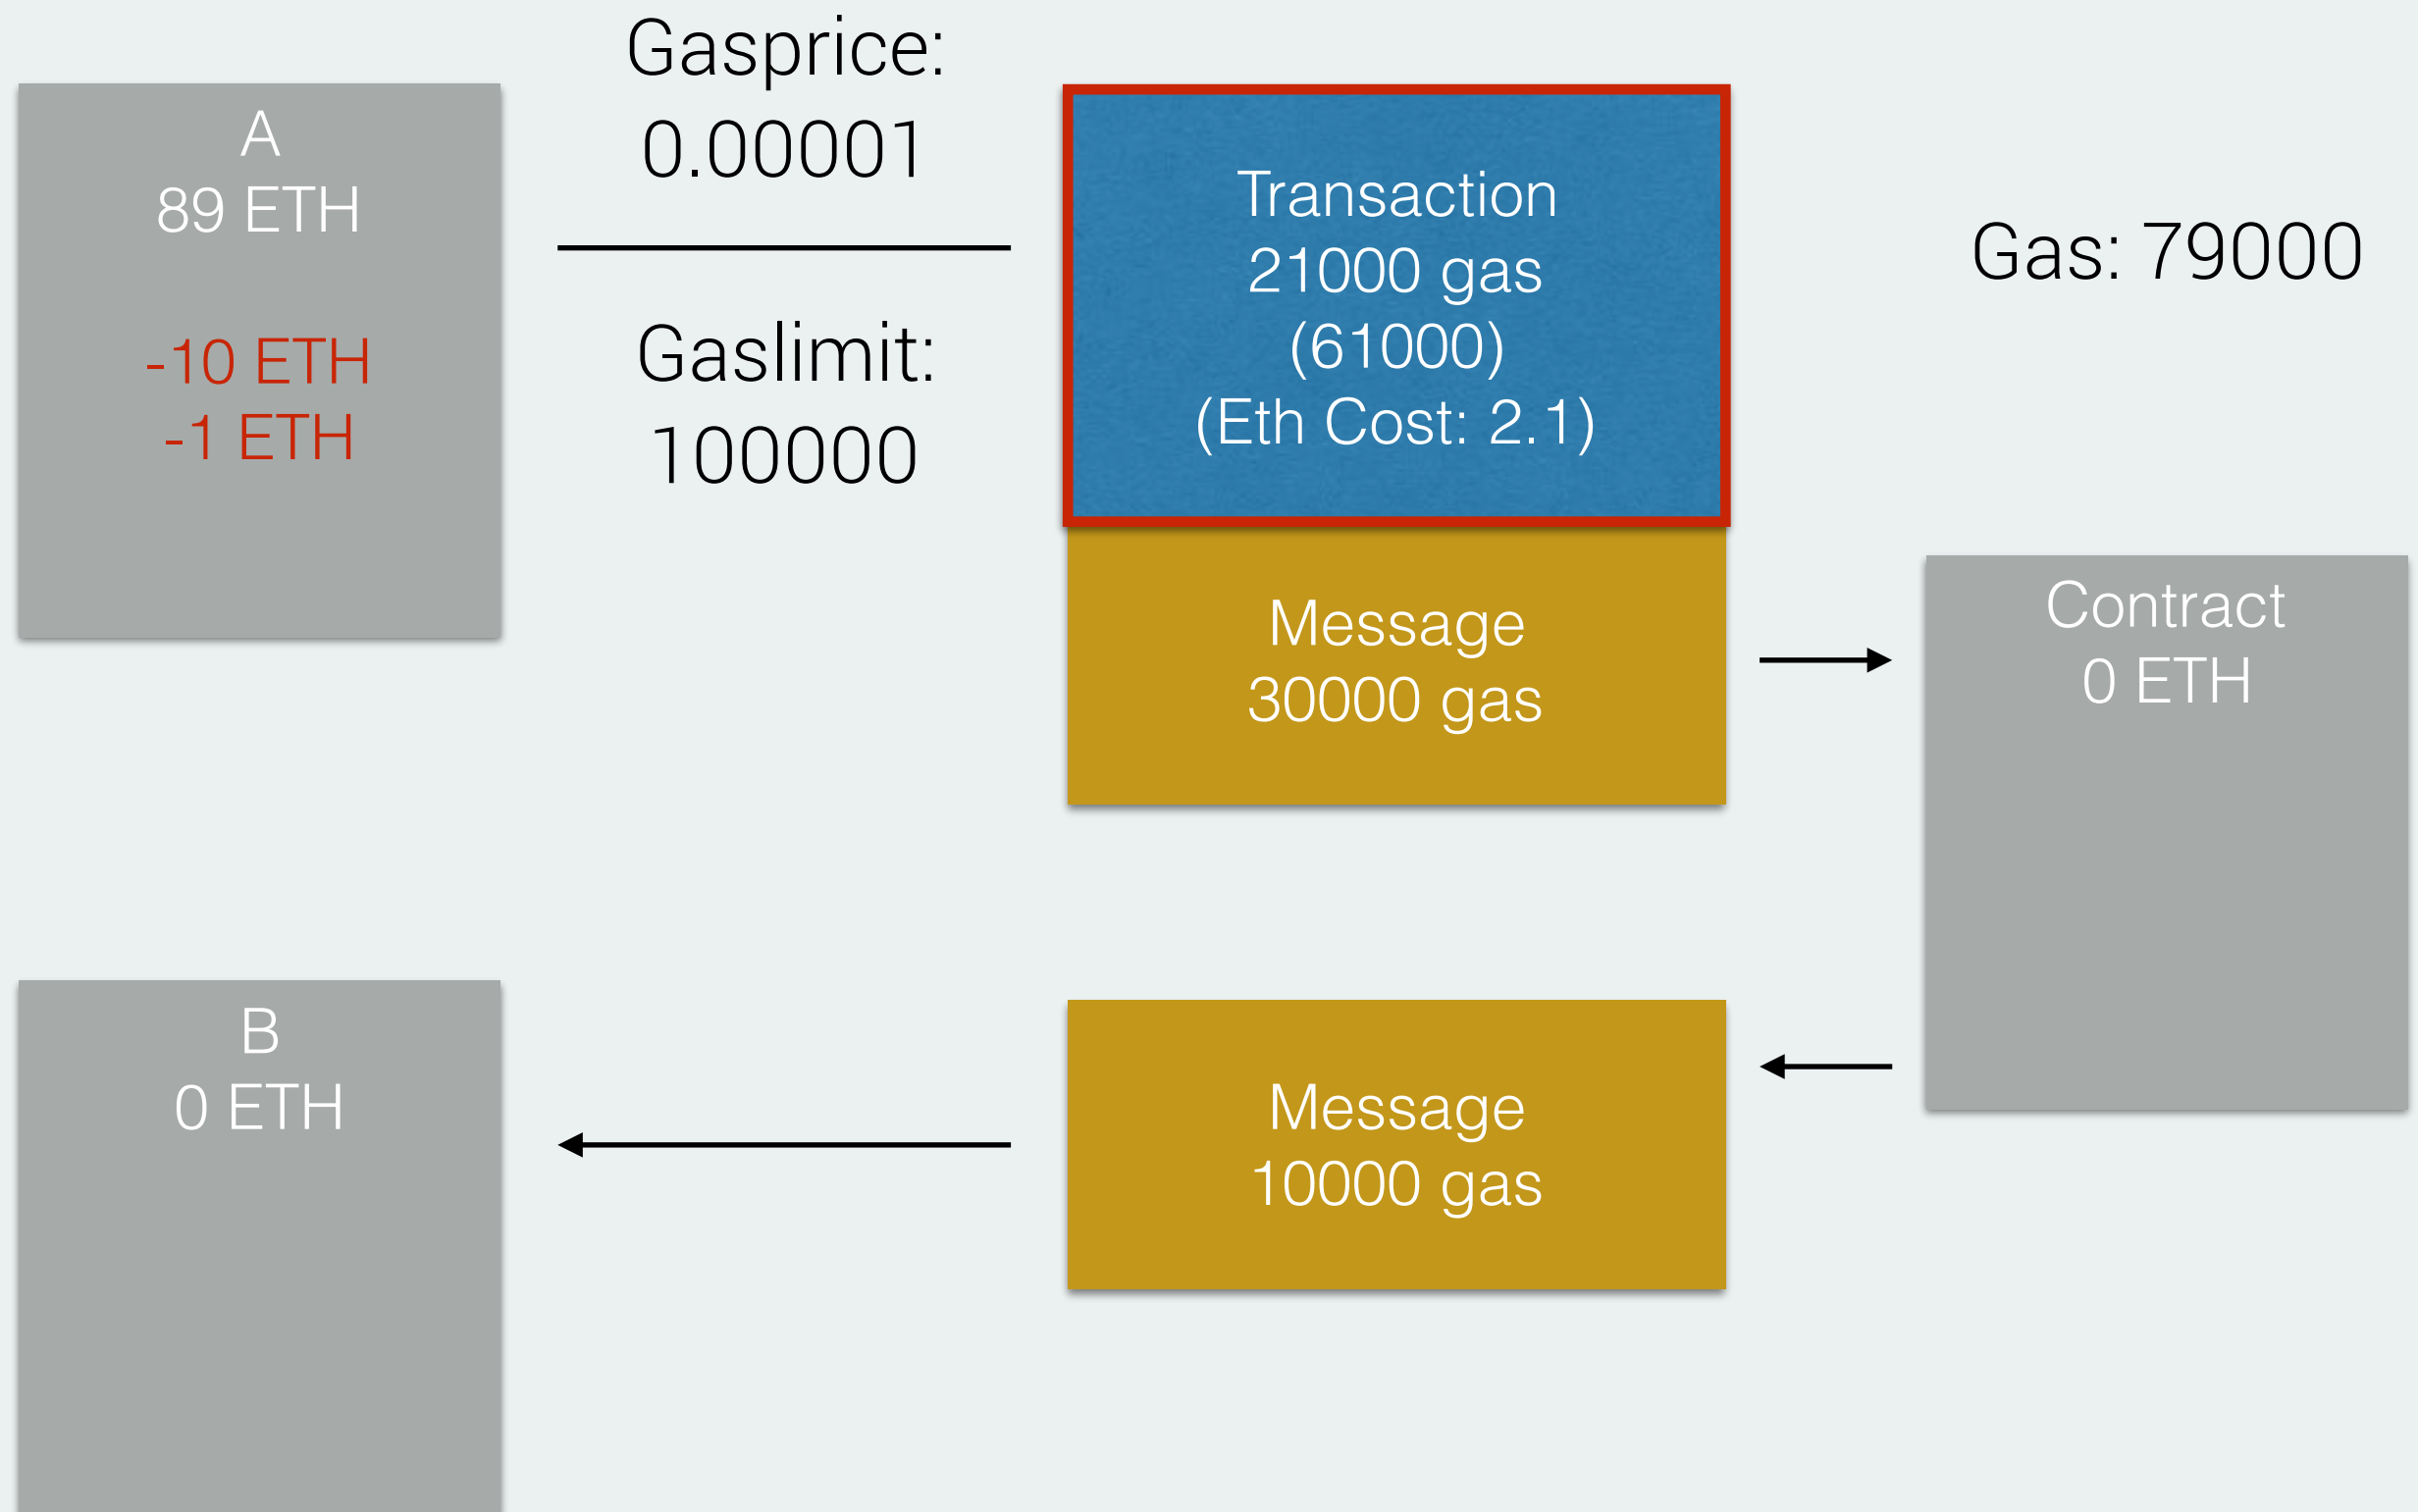 A
89 ETH
-10 ETH
-1 ETH
Gasprice:
0.00001
Gaslimit:
100000
Transaction
21000 gas
(61000)
(Eth Cost: 2.1)
Gas: 79000
Message
30000 gas
Contract
0 ETH
B
0 ETH
Message
10000 gas